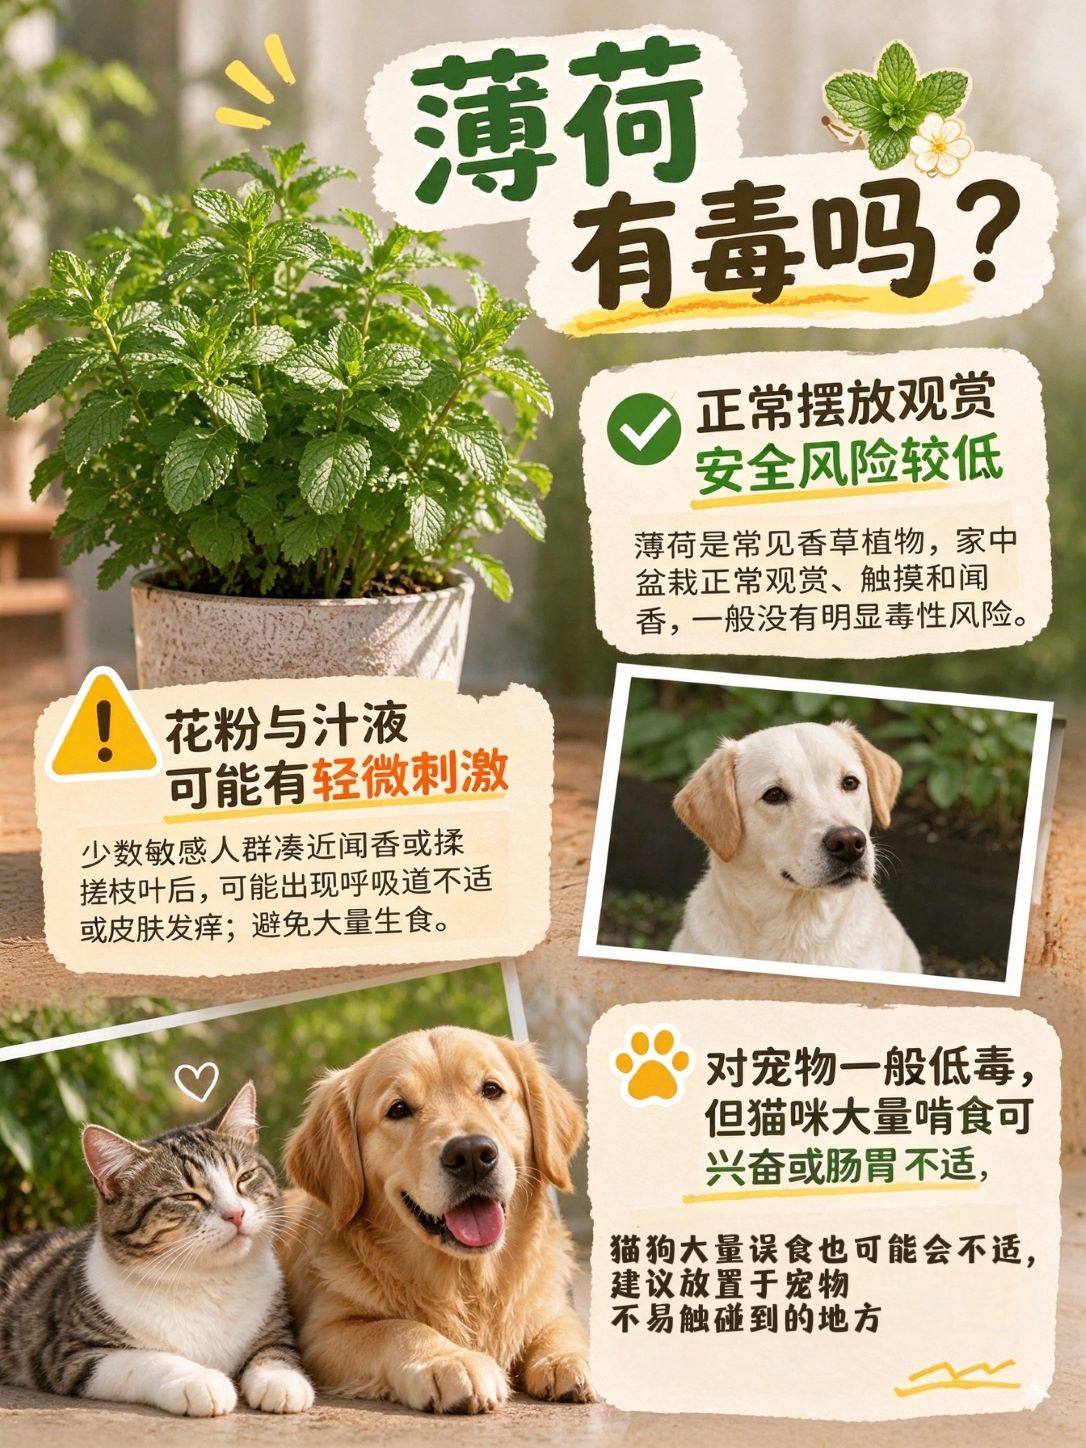 薄荷
有毒吗？
正常摆放观赏
安全风险较低
薄荷是常见香草植物，家中
盆栽正常观赏、触摸和闻
香，一般没有明显毒性风险。
花粉与汁液
可能有轻微刺激
少数敏感人群凑近闻香或揉
搓枝叶后，可能出现呼吸道不适
或皮肤发痒；避免大量生食。
对宠物一般低毒，
但猫咪大量啃食可
兴奋或肠胃不适，
猫狗大量误食也可能会不适，
建议放置于宠物
不易触碰到的地方